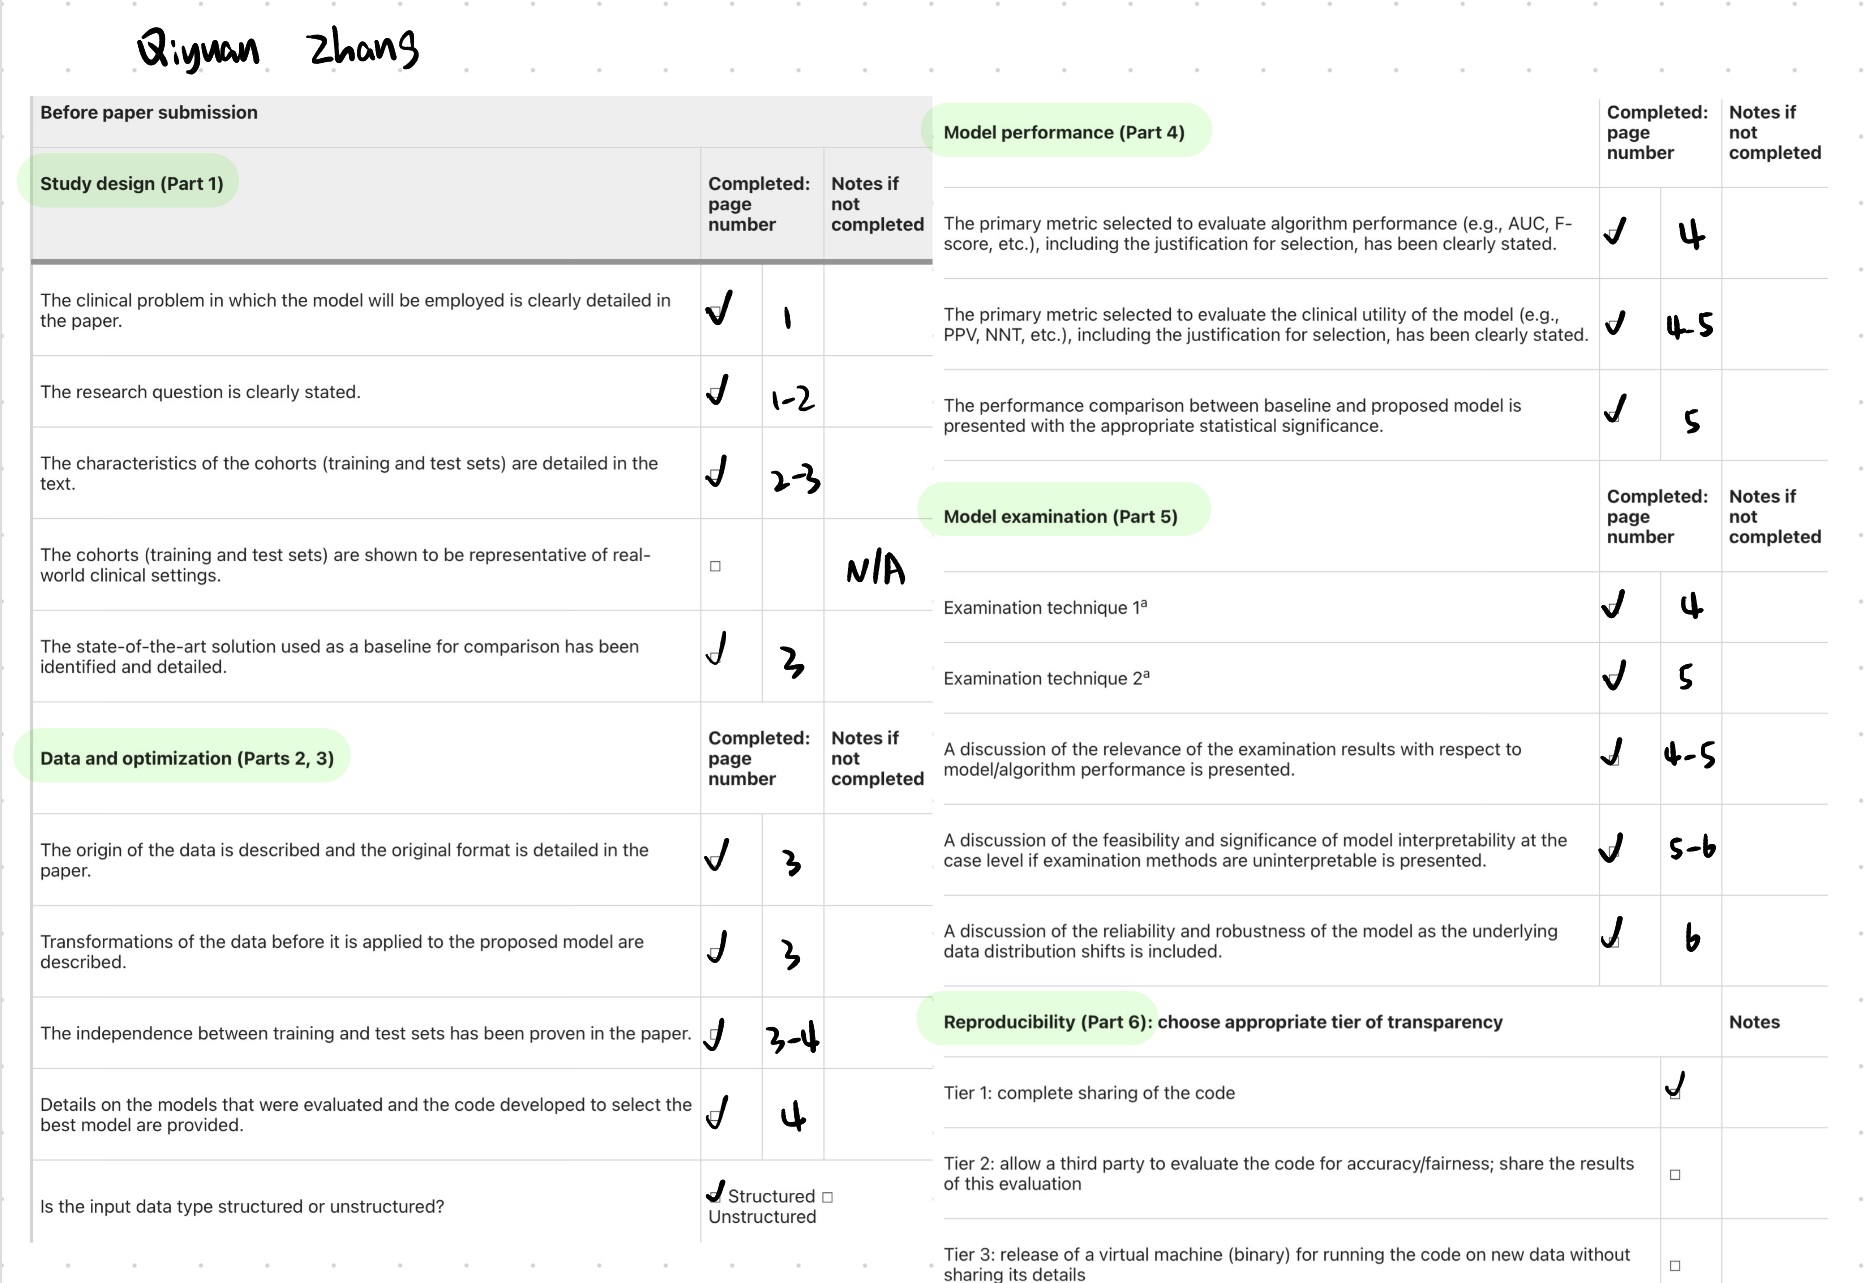 Qiyuan Zhang
Before paper submission
Study design (Part 1)
Completed:
page
number
Notes if
not
completed
The clinical problem in which the model will be employed is clearly detailed in
the paper.
1
The research question is clearly stated.
1-2
The characteristics of the cohorts (training and test sets) are detailed in the
text.
2-3
The cohorts (training and test sets) are shown to be representative of real-
world clinical settings.
N/A
The state-of-the-art solution used as a baseline for comparison has been
identified and detailed.
3
Data and optimization (Parts 2, 3)
Completed:
page
number
Notes if
not
completed
The origin of the data is described and the original format is detailed in the
paper.
3
Transformations of the data before it is applied to the proposed model are
described.
3
The independence between training and test sets has been proven in the paper.
3-4
Details on the models that were evaluated and the code developed to select the
best model are provided.
4
Is the input data type structured or unstructured?
Structured
Unstructured
Model performance (Part 4)
Completed:
page
number
Notes if
not
completed
The primary metric selected to evaluate algorithm performance (e.g., AUC, F-
score, etc.), including the justification for selection, has been clearly stated.
4
The primary metric selected to evaluate the clinical utility of the model (e.g.,
PPV, NNT, etc.), including the justification for selection, has been clearly stated.
4-5
The performance comparison between baseline and proposed model is
presented with the appropriate statistical significance.
5
Model examination (Part 5)
Completed:
page
number
Notes if
not
completed
Examination technique 1a
4
Examination technique 2a
5
A discussion of the relevance of the examination results with respect to
model/algorithm performance is presented.
4-5
A discussion of the feasibility and significance of model interpretability at the
case level if examination methods are uninterpretable is presented.
5-6
A discussion of the reliability and robustness of the model as the underlying
data distribution shifts is included.
6
Reproducibility (Part 6): choose appropriate tier of transparency
Notes
Tier 1: complete sharing of the code
Tier 2: allow a third party to evaluate the code for accuracy/fairness; share the results
of this evaluation
Tier 3: release of a virtual machine (binary) for running the code on new data without
sharing its details